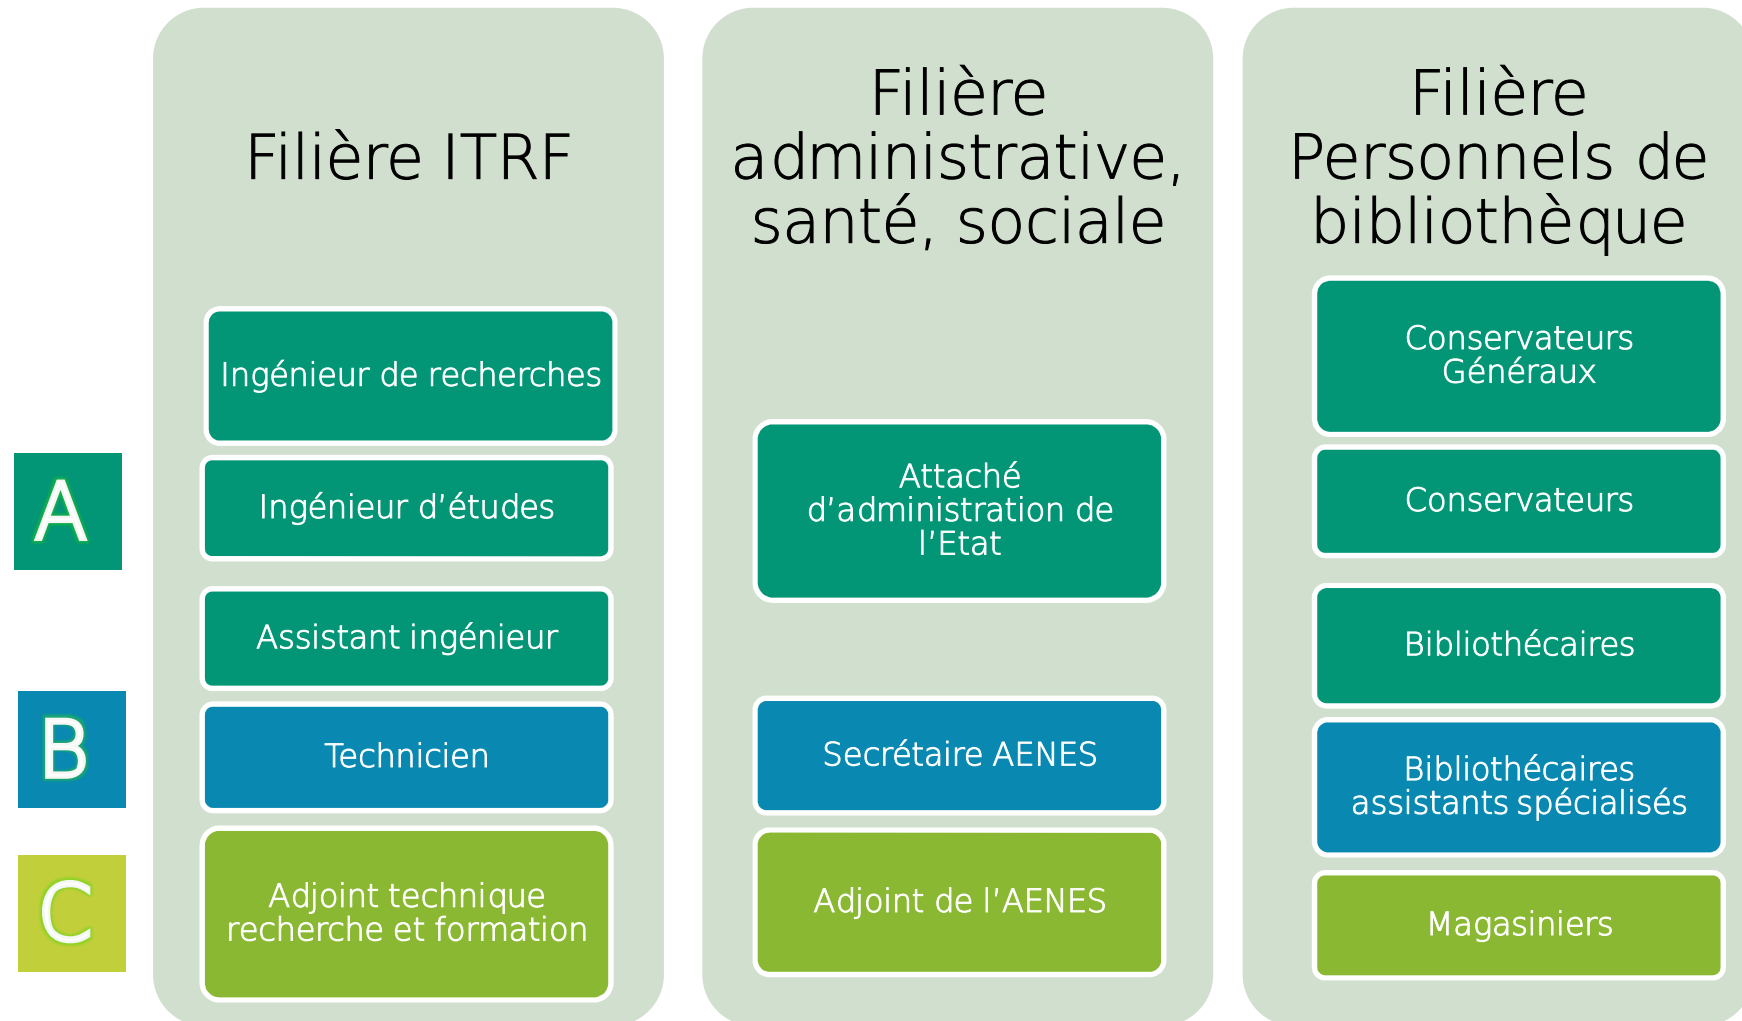 A
B
C
Filière ITRF
Ingénieur de recherches
Ingénieur d’études
Assistant ingénieur
Technicien
Adjoint technique
recherche et formation
Filière
administrative,
santé, sociale
Attaché
d’administration de
l’Etat
Secrétaire AENES
Adjoint de l’AENES
Filière
Personnels de
bibliothèque
Conservateurs
Généraux
Conservateurs
Bibliothécaires
Bibliothécaires
assistants spécialisés
Magasiniers